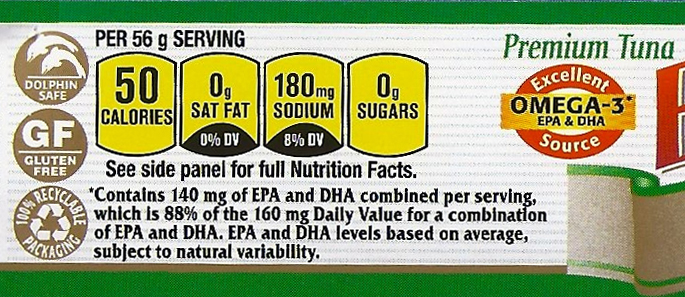 DOLPHIN
SAFE
GF
GLUTEN
FREE
100% RECYCLABLE
PACKAGING
PER 56 g SERVING
50
CALORIES
0g
SAT FAT
0% DV
180mg
SODIUM
8% DV
0g
SUGARS
See side panel for full Nutrition Facts.
*Contains 140 mg of EPA and DHA combined per serving,
which is 88% of the 160 mg Daily Value for a combination
of EPA and DHA. EPA and DHA levels based on average,
subject to natural variability.
Premium Tuna
Excellent
OMEGA-3*
EPA & DHA
Source